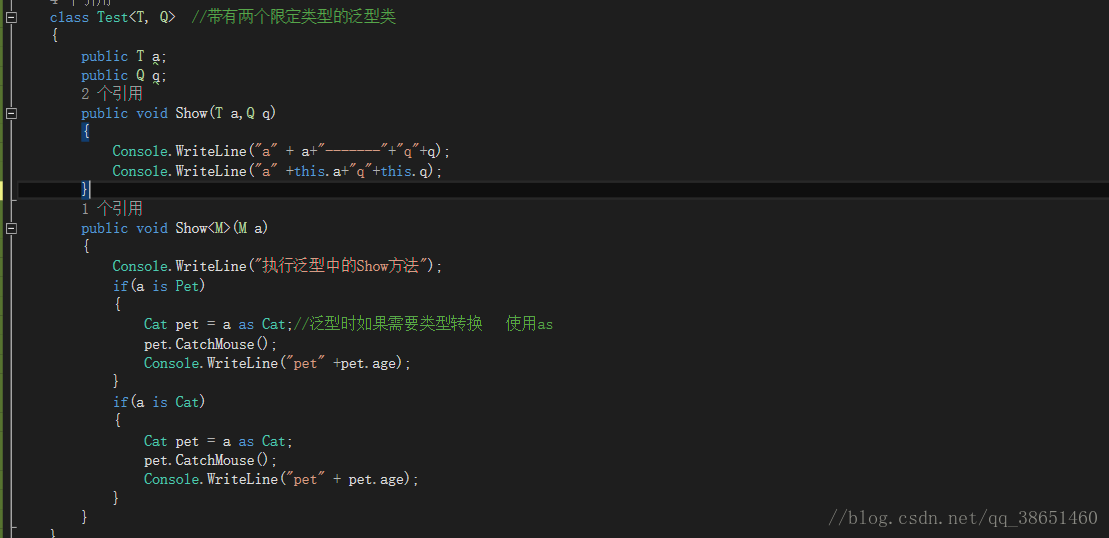 4 个引用
class Test<T, Q>  //带有两个限定类型的泛型类
{
public T a;
public Q q;
2 个引用
public void Show(T a,Q q)
{
Console.WriteLine("a" + a+"-------"+"q"+q);
Console.WriteLine("a" +this.a+"q"+this.q);
}
1 个引用
public void Show<M>(M a)
{
Console.WriteLine("执行泛型中的Show方法");
if(a is Pet)
{
Cat pet = a as Cat;//泛型时如果需要类型转换   使用as
pet.CatchMouse();
Console.WriteLine("pet" +pet.age);
}
if(a is Cat)
{
Cat pet = a as Cat;
pet.CatchMouse();
Console.WriteLine("pet" + pet.age);
}
}
}
//blog.csdn.net/qq_38651460